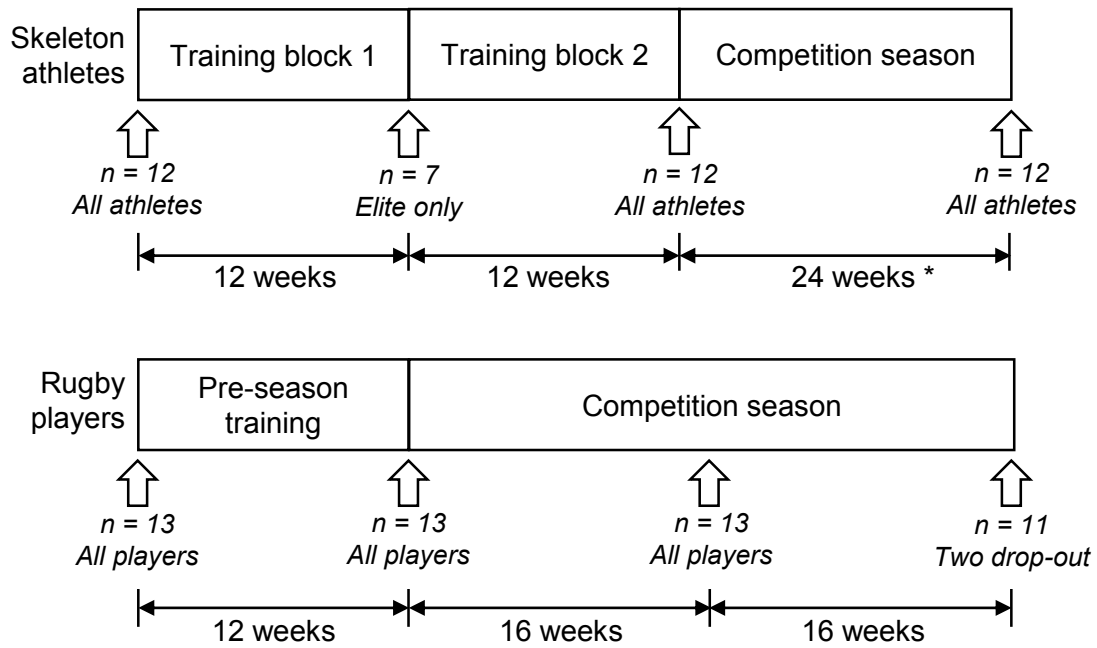 Skeleton
athletes
Training block 1
Training block 2
Competition season
n = 12
All athletes
n = 7
Elite only
n = 12
All athletes
n = 12
All athletes
12 weeks
12 weeks
24 weeks *
Rugby
players
Pre-season
training
Competition season
n = 13
All players
n = 13
All players
n = 13
All players
n = 11
Two drop-out
12 weeks
16 weeks
16 weeks